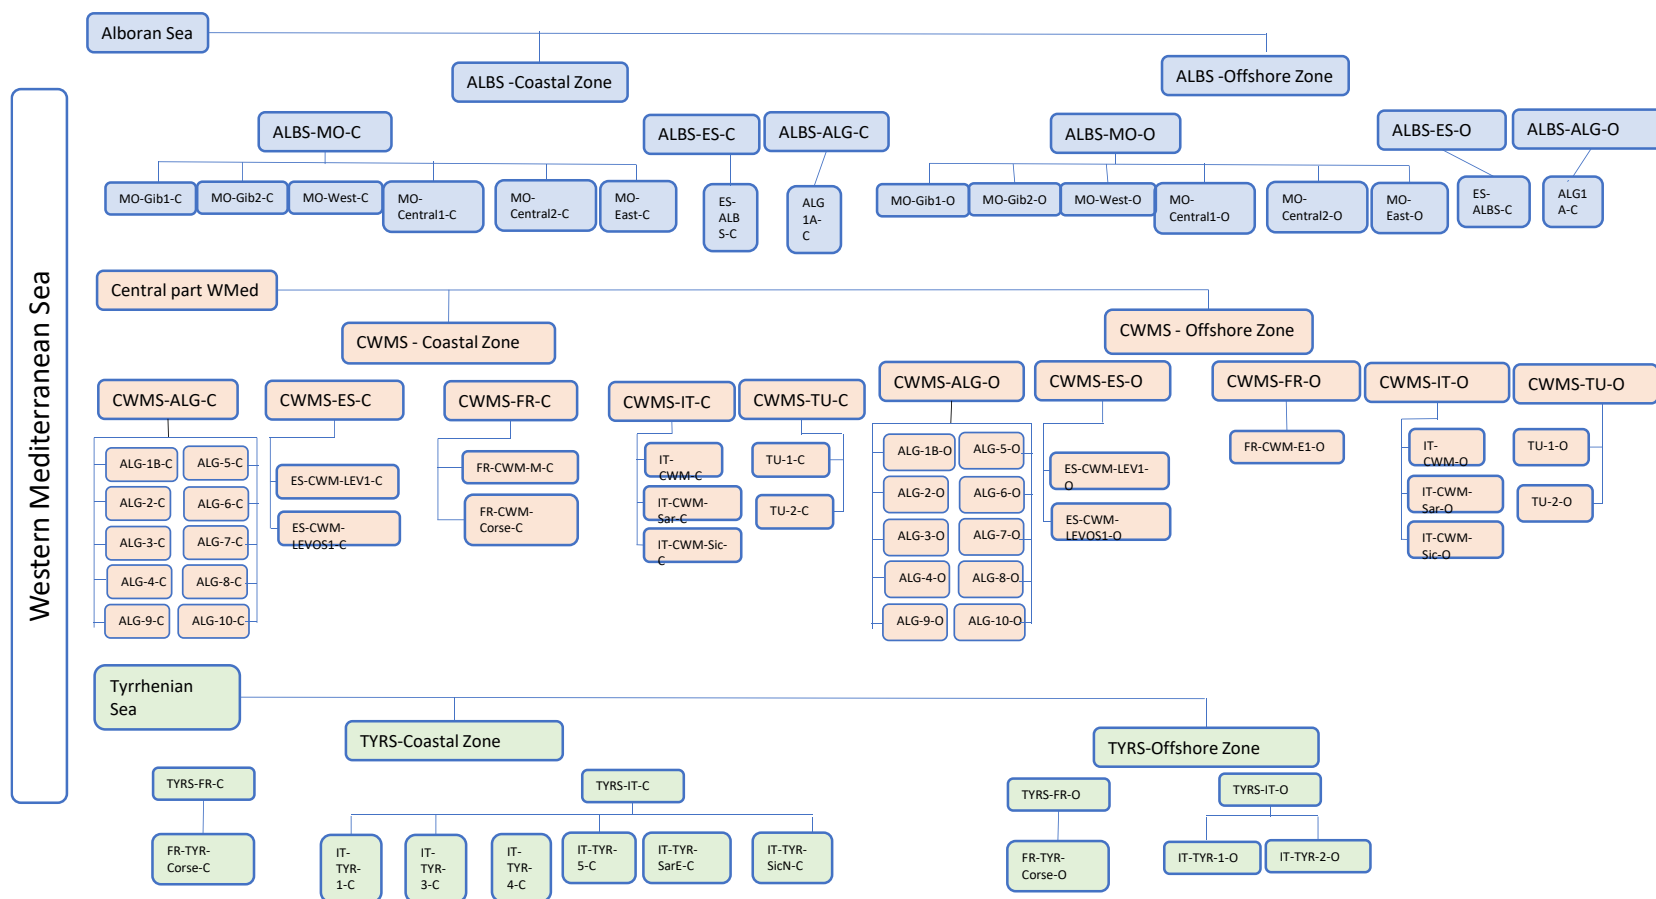 Western Mediterranean Sea
Alboran Sea
ALBS -Coastal Zone
ALBS -Offshore Zone
ALBS-MO-C
ALBS-ES-C
ALBS-ALG-C
ALBS-MO-O
ALBS-ES-O
ALBS-ALG-O
MO-Gib1-C
MO-Gib2-C
MO-West-C
MO-
Central1-C
MO-
Central2-C
MO-
East-C
ES-
ALB
S-C
ALG
1A-
C
MO-Gib1-O
MO-Gib2-O
MO-West-O
MO-
Central1-O
MO-
Central2-O
MO-
East-O
ES-
ALBS-C
ALG1
A-C
Central part WMed
CWMS - Coastal Zone
CWMS - Offshore Zone
CWMS-ALG-C
CWMS-ES-C
CWMS-FR-C
CWMS-IT-C
CWMS-TU-C
CWMS-ALG-O
CWMS-ES-O
CWMS-FR-O
CWMS-IT-O
CWMS-TU-O
ALG-1B-C
ALG-5-C
ALG-2-C
ALG-6-C
ALG-3-C
ALG-7-C
ALG-4-C
ALG-8-C
ALG-9-C
ALG-10-C
ES-CWM-LEV1-C
ES-CWM-
LEVOS1-C
FR-CWM-M-C
FR-CWM-
Corse-C
IT-
CWM-C
IT-CWM-
Sar-C
IT-CWM-Sic-
C
TU-1-C
TU-2-C
ALG-1B-O
ALG-5-O
ALG-2-O
ALG-6-O
ALG-3-O
ALG-7-O
ALG-4-O
ALG-8-O
ALG-9-O
ALG-10-O
ES-CWM-LEV1-
O
ES-CWM-
LEVOS1-O
FR-CWM-E1-O
IT-
CWM-O
IT-CWM-
Sar-O
IT-CWM-
Sic-O
TU-1-O
TU-2-O
Tyrrhenian
Sea
TYRS-Coastal Zone
TYRS-Offshore Zone
TYRS-FR-C
TYRS-IT-C
TYRS-FR-O
TYRS-IT-O
FR-TYR-
Corse-C
IT-
TYR-
1-C
IT-
TYR-
3-C
IT-
TYR-
4-C
IT-TYR-
5-C
IT-TYR-
SarE-C
IT-TYR-
SicN-C
FR-TYR-
Corse-O
IT-TYR-1-O
IT-TYR-2-O